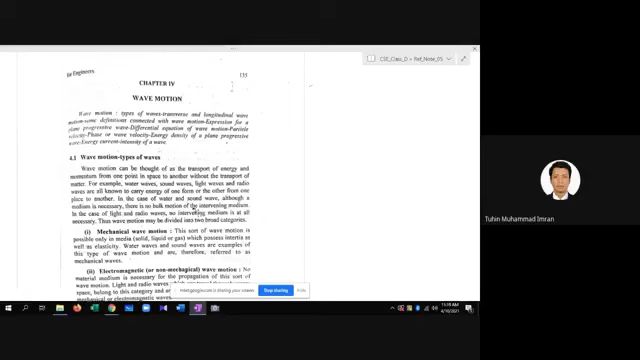 CSE_Class_D > Ref_Note_05
for Engineers
155
CHAPTER IV
WAVE MOTION
Wave motion : types of waves-transverse and longitudinal wave
motion-some definitions connected with wave motion-Expression for a
plane progressive wave-Differential equation of wave motion-Particle
velocity-Phase or wave velocity-Energy density of a plane progressive
wave-Energy current-intensity of a wave.
4.1 Wave motion-types of waves
Wave motion can be thought of as the transport of energy and
momentum from one point in space to another without the transport of
matter. For example, water waves, sound waves, light waves and radio
waves are all known to carry energy of one form or the other from one
place to another. In the case of water and sound wave, although a
medium is necessary, there is no bulk motion of the intervening medium.
In the case of light and radio waves, no intervening medium is at all
necessary. Thus wave motion may be divided into two broad categories.
(i) Mechanical wave motion : This sort of wave motion is
possible only in media (solid, liquid or gas) which possess inertia as
well as elasticity. Water waves and sound waves are examples of
this type of wave motion and are, therefore, referred to as
mechanical waves.
(ii) Electromagnetic (or non-mechanical) wave motion : No
material medium is necessary for the propagation of this sort of
wave motion. Light and radio waves
space, belong to this category and
mechanical or electromagnetic waves.
meet.google.com is sharing your screen.
Stop sharing
Hide
Tuhin Muhammad Imran
11:19 AM
4/10/2021